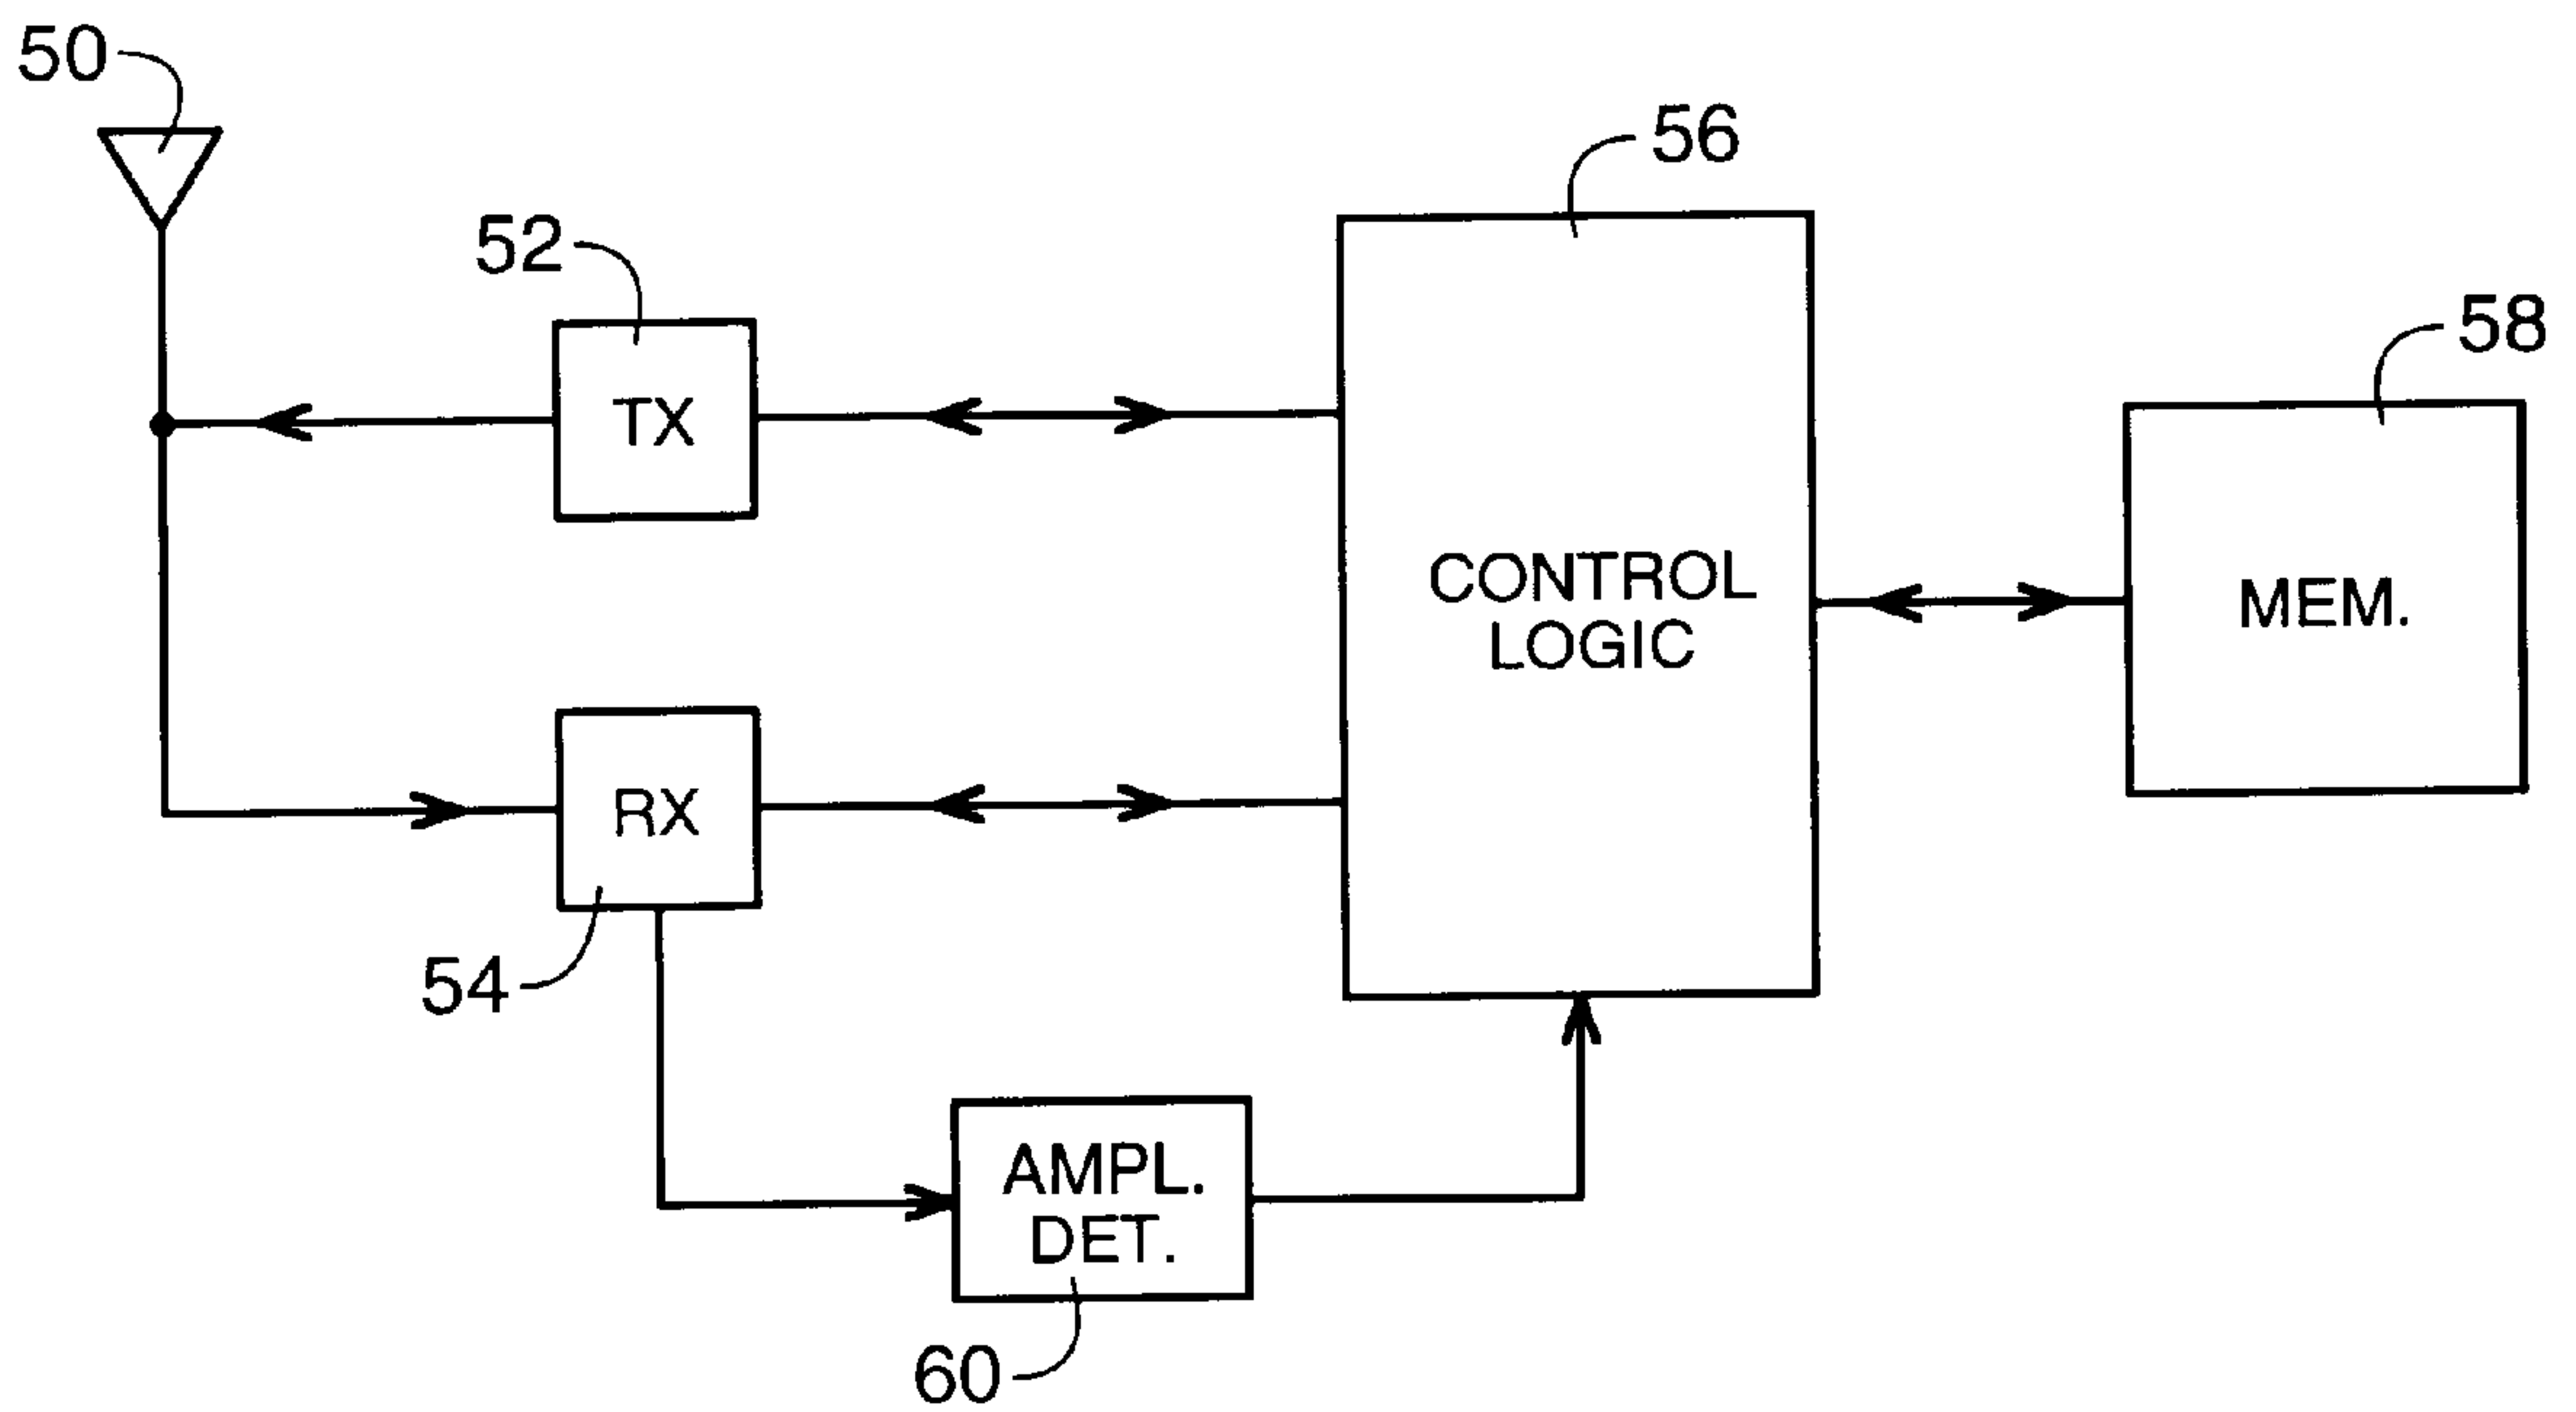 50
52
56
58
TX
CONTROL
LOGIC
MEM.
RX
54
AMPL.
DET.
60